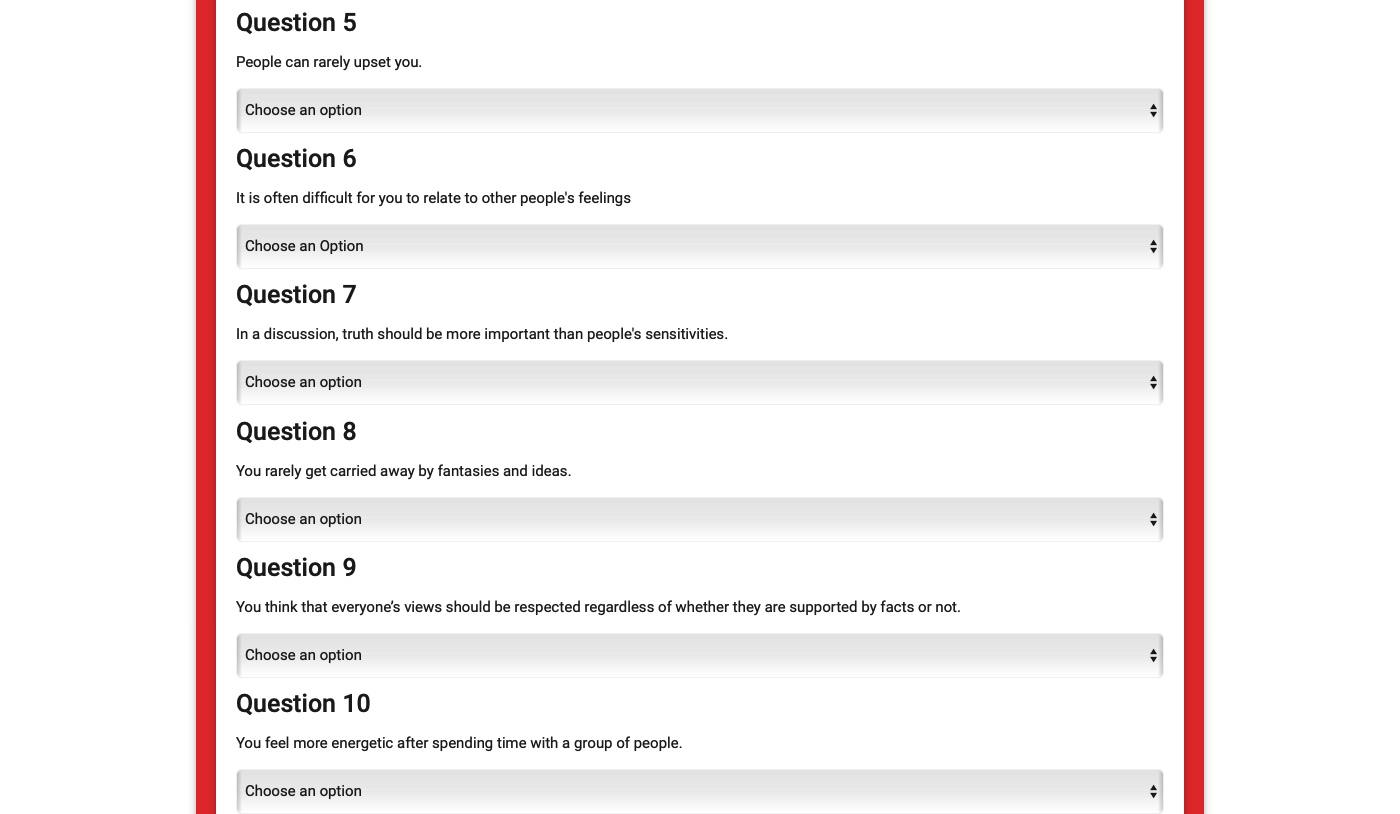 Question 5
People can rarely upset you.
Choose an option
Question 6
It is often difficult for you to relate to other people's feelings
Choose an Option
Question 7
In a discussion, truth should be more important than people's sensitivities.
Choose an option
Question 8
You rarely get carried away by fantasies and ideas.
Choose an option
Question 9
You think that everyone’s views should be respected regardless of whether they are supported by facts or not.
Choose an option
Question 10
You feel more energetic after spending time with a group of people.
Choose an option